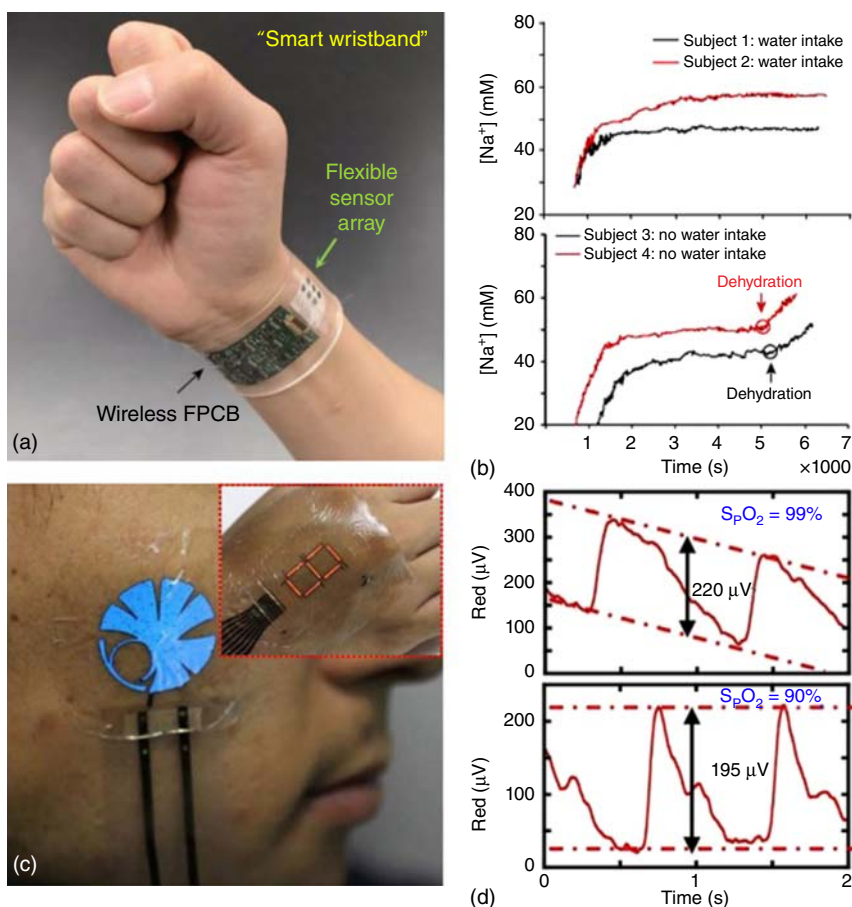 “Smart wristband”
Flexible
sensor
array
Wireless FPCB
(a)
80
60
40
20
[Na⁺] (mM)
Subject 1: water intake
Subject 2: water intake
80
60
40
20
[Na⁺] (mM)
Subject 3: no water intake
Subject 4: no water intake
Dehydration
Dehydration
1 2 3 4 5 6 7
Time (s) ×1000
(b)
(c)
400
300
200
100
0
Red (μV)
SPO2 = 99%
220 μV
200
100
0
Red (μV)
SPO2 = 90%
195 μV
0 1 2
Time (s)
(d)